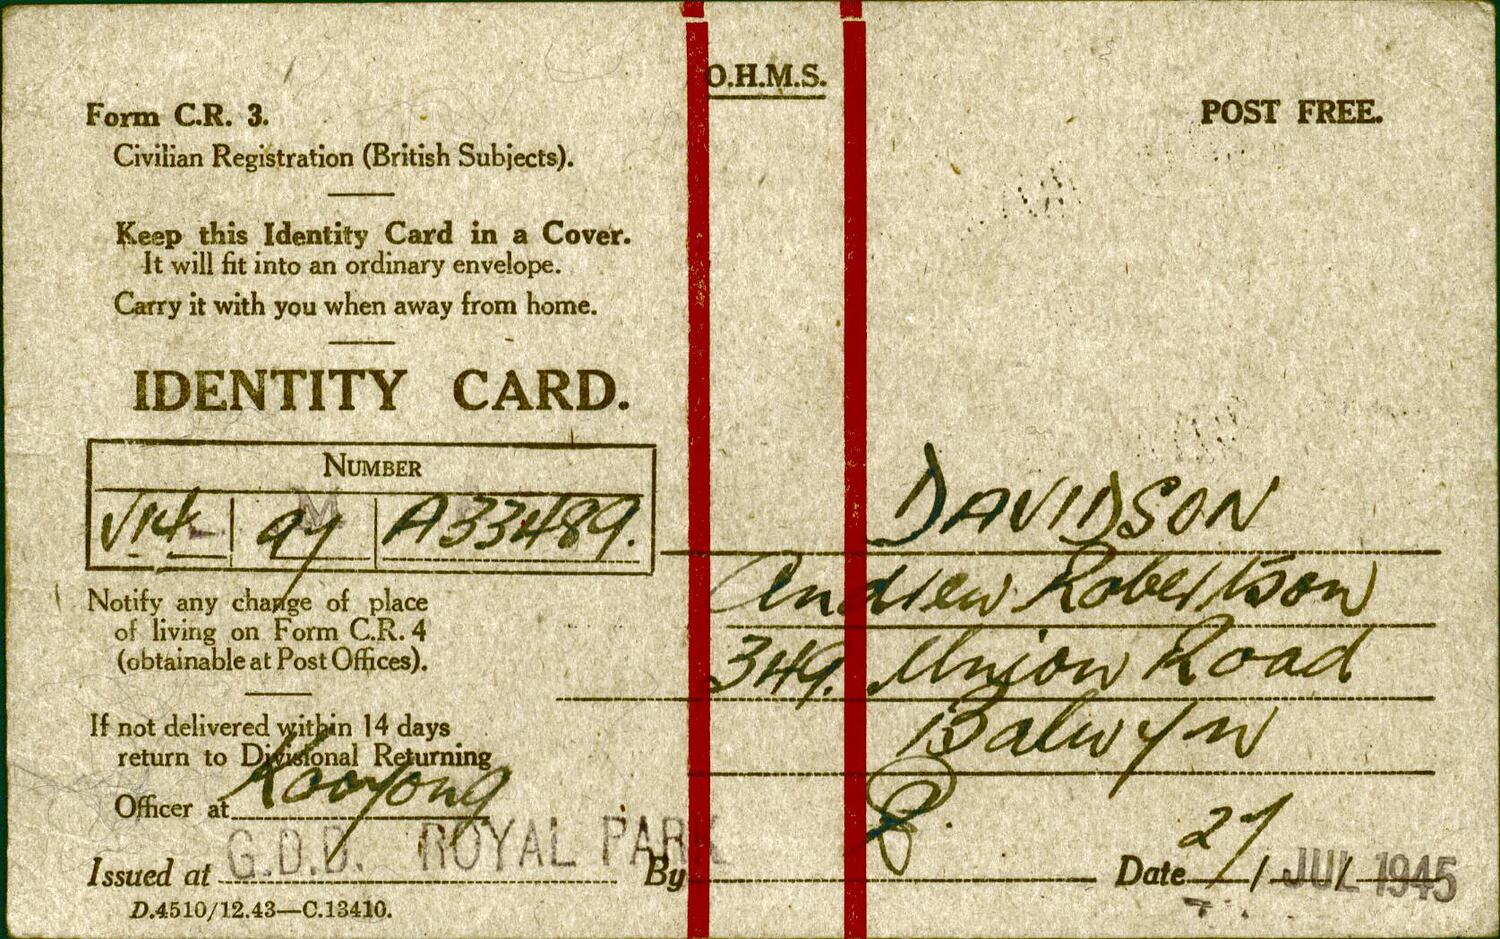 O.H.M.S.
POST FREE.
Form C.R. 3.
Civilian Registration (British Subjects).
Keep this Identity Card in a Cover.
It will fit into an ordinary envelope.
Carry it with you when away from home.
IDENTITY CARD.
NUMBER
V14 97 A33489.
DAVIDSON
Andrew Robertson
349. Union Road
Balwyn
Notify any change of place
of living on Form C.R. 4
(obtainable at Post Offices).
If not delivered within 14 days
return to Divisional Returning
Officer at Kooyong
Issued at G.D.D. ROYAL PARK By Date 27 / JUL / 1945
D.4510/12.43—C.13410.